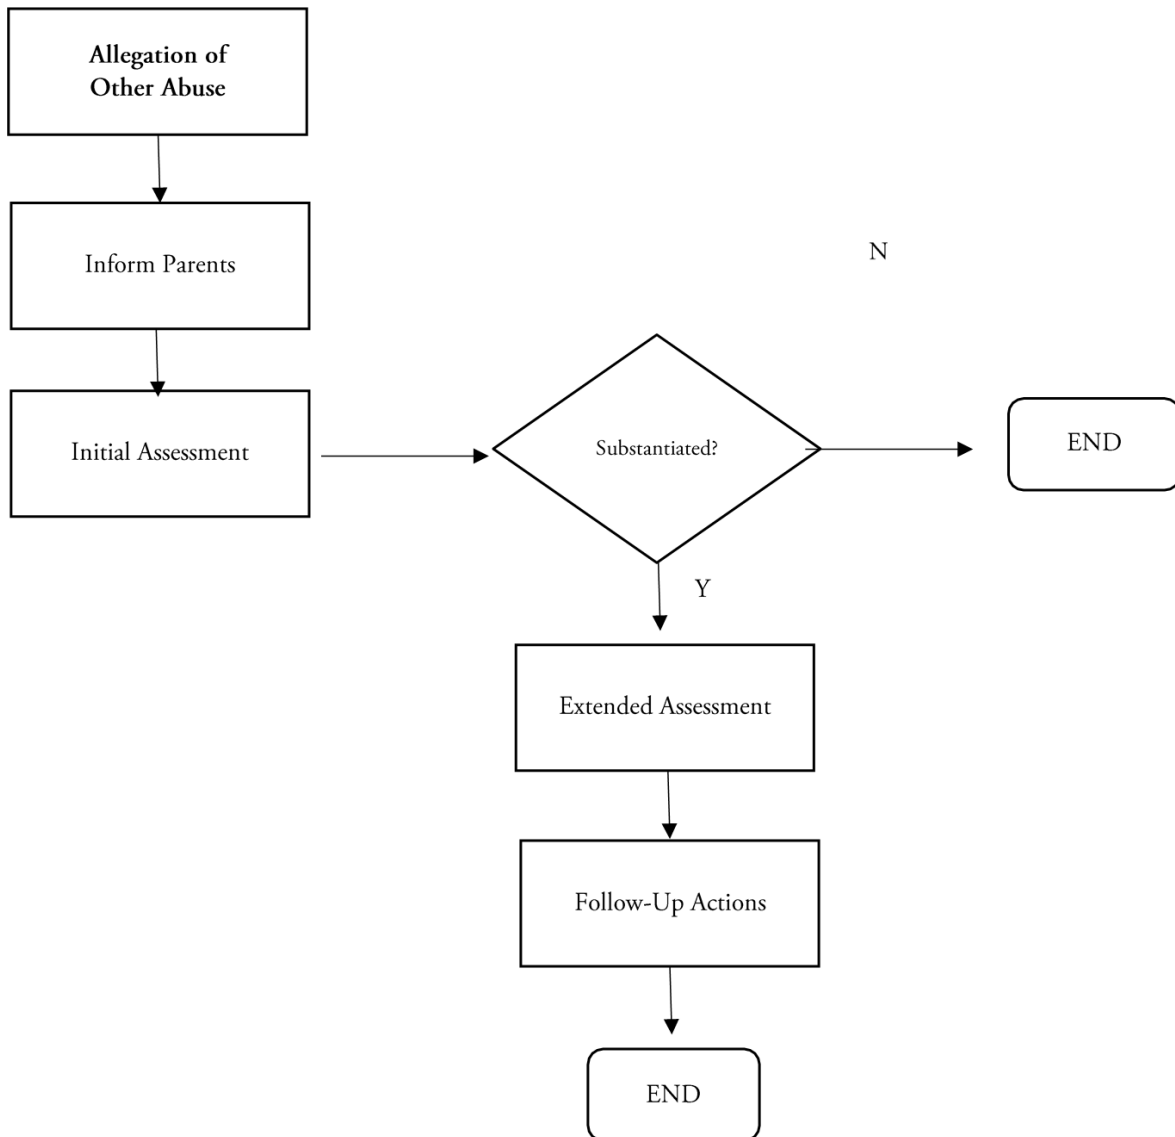 Allegation of
Other Abuse
Inform Parents
N
Initial Assessment
Substantiated?
END
Y
Extended Assessment
Follow-Up Actions
END